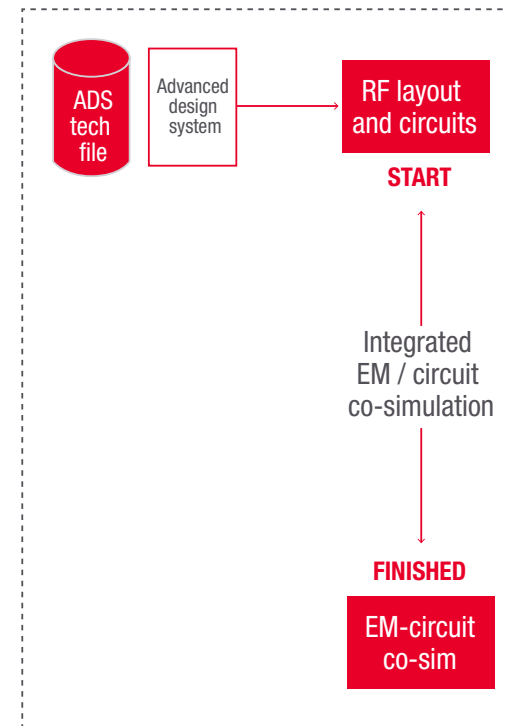 ADS
tech
file
Advanced
design
system
RF layout
and circuits
START
Integrated
EM / circuit
co-simulation
FINISHED
EM-circuit
co-sim